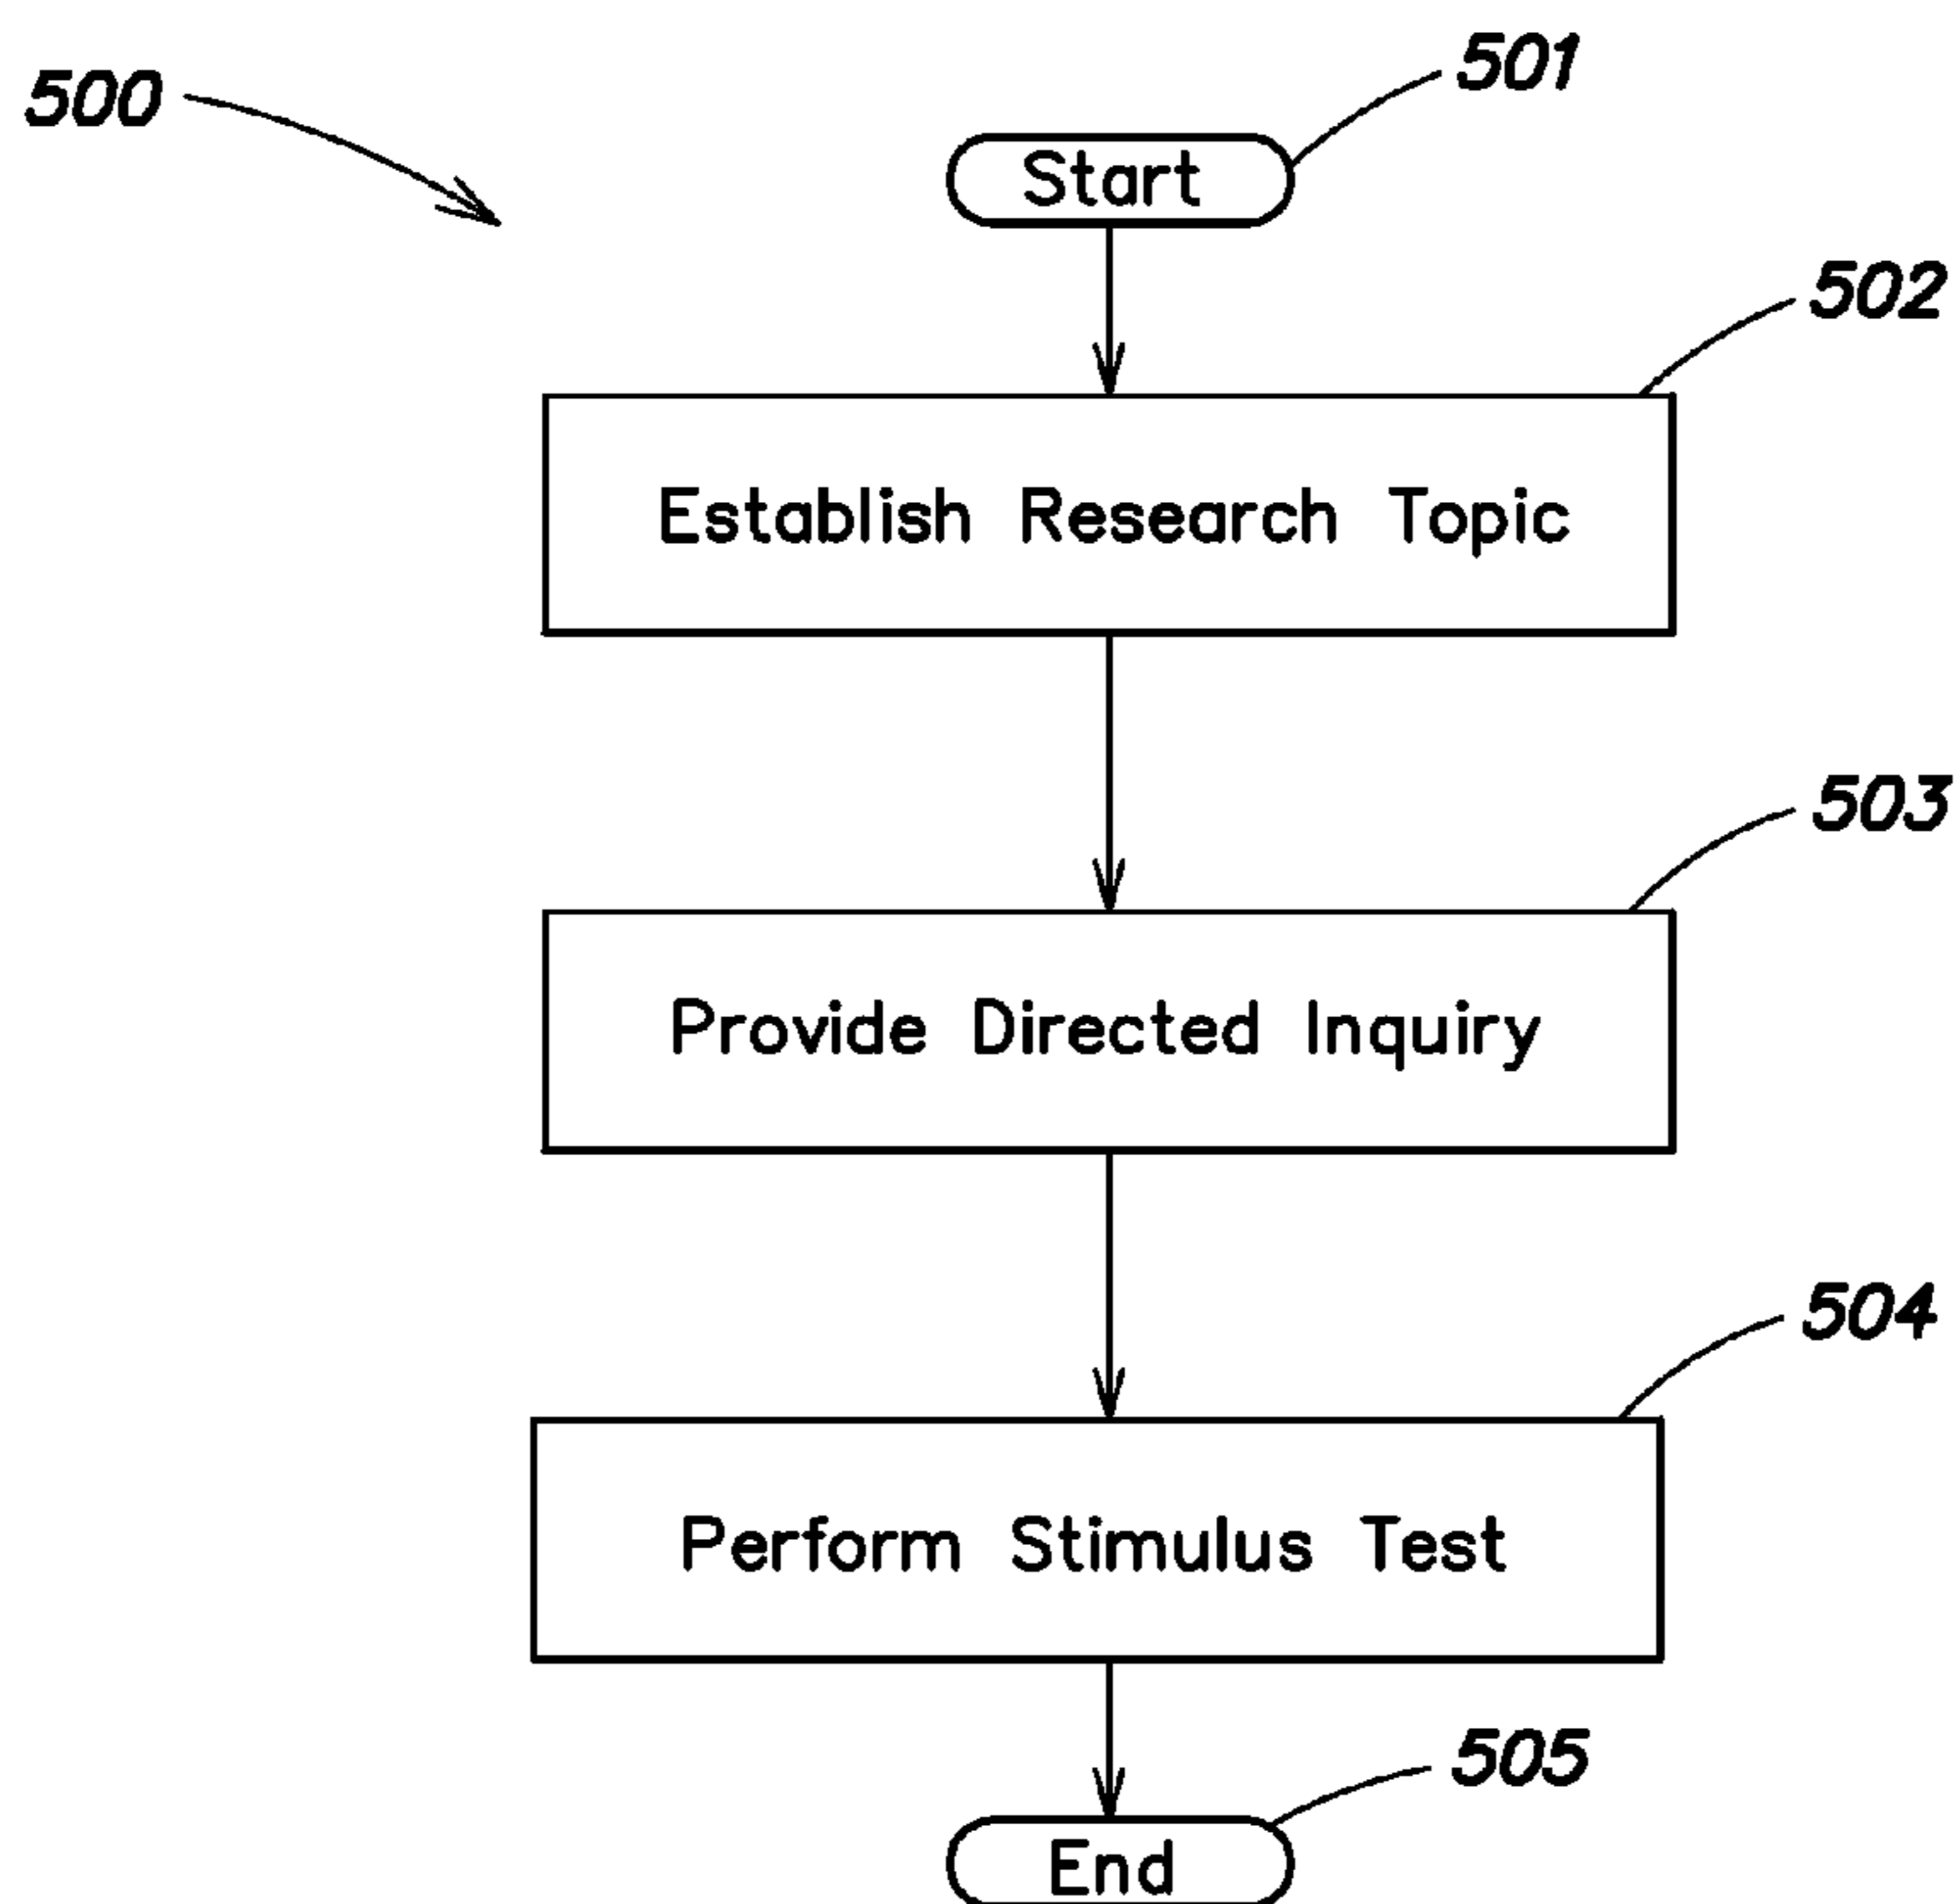 500
501
Start
502
Establish Research Topic
503
Provide Directed Inquiry
504
Perform Stimulus Test
505
End